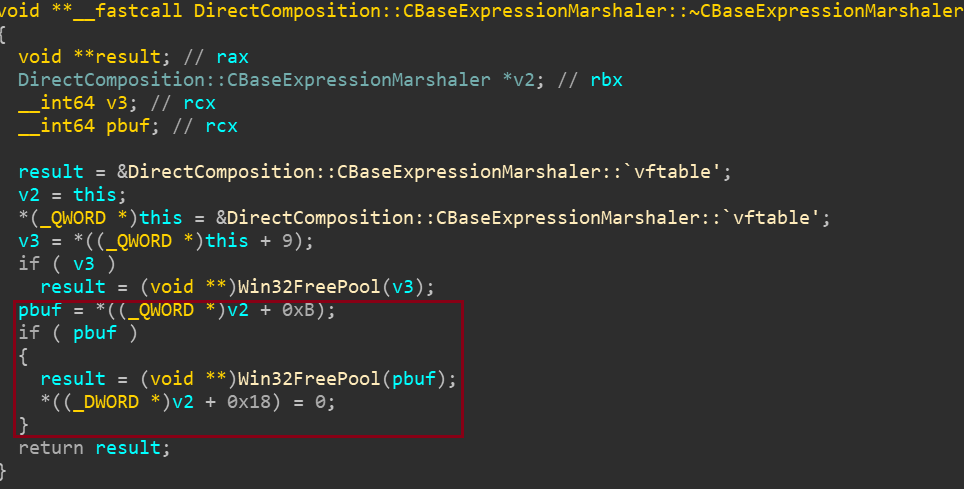 void **__fastcall DirectComposition::CBaseExpressionMarshaler::~CBaseExpressionMarshaler
{
  void **result; // rax
  DirectComposition::CBaseExpressionMarshaler *v2; // rbx
  __int64 v3; // rcx
  __int64 pbuf; // rcx
  result = &DirectComposition::CBaseExpressionMarshaler::`vftable';
  v2 = this;
  *(_QWORD *)this = &DirectComposition::CBaseExpressionMarshaler::`vftable';
  v3 = *((_QWORD *)this + 9);
  if ( v3 )
    result = (void **)Win32FreePool(v3);
  pbuf = *((_QWORD *)v2 + 0xB);
  if ( pbuf )
  {
    result = (void **)Win32FreePool(pbuf);
    *((_DWORD *)v2 + 0x18) = 0;
  }
  return result;
}